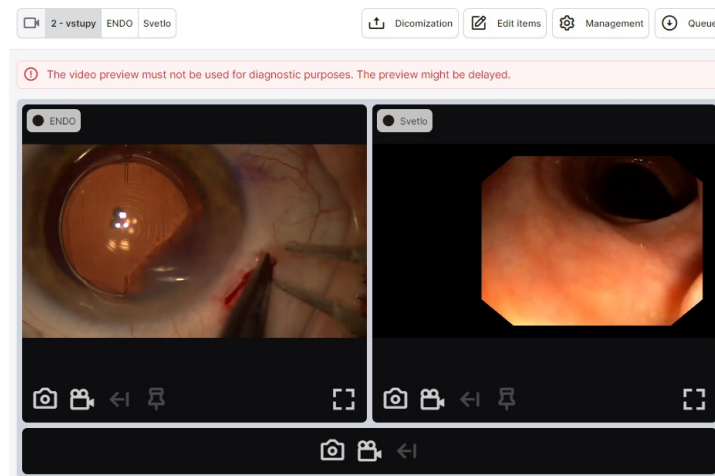 2 - vstupy ENDO Svetlo Dicomization Edit items Management Queue
The video preview must not be used for diagnostic purposes. The preview might be delayed.
ENDO Svetlo